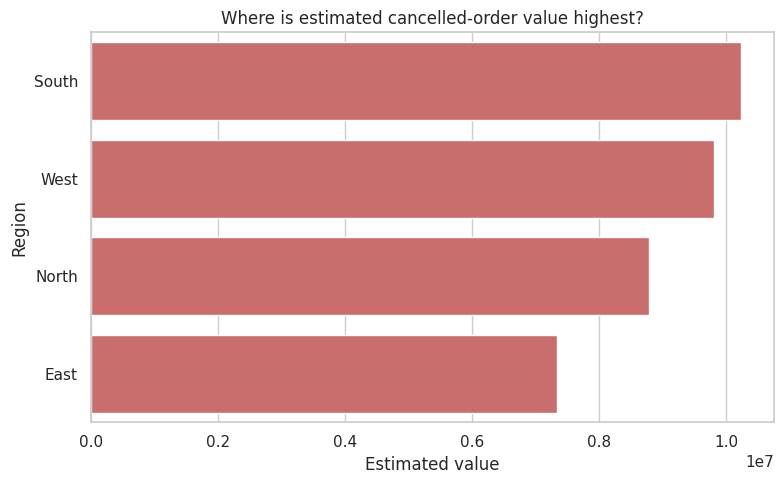 Where is estimated cancelled-order value highest?
South
West
North
East
Region
0.0 0.2 0.4 0.6 0.8 1.0
1e7
Estimated value